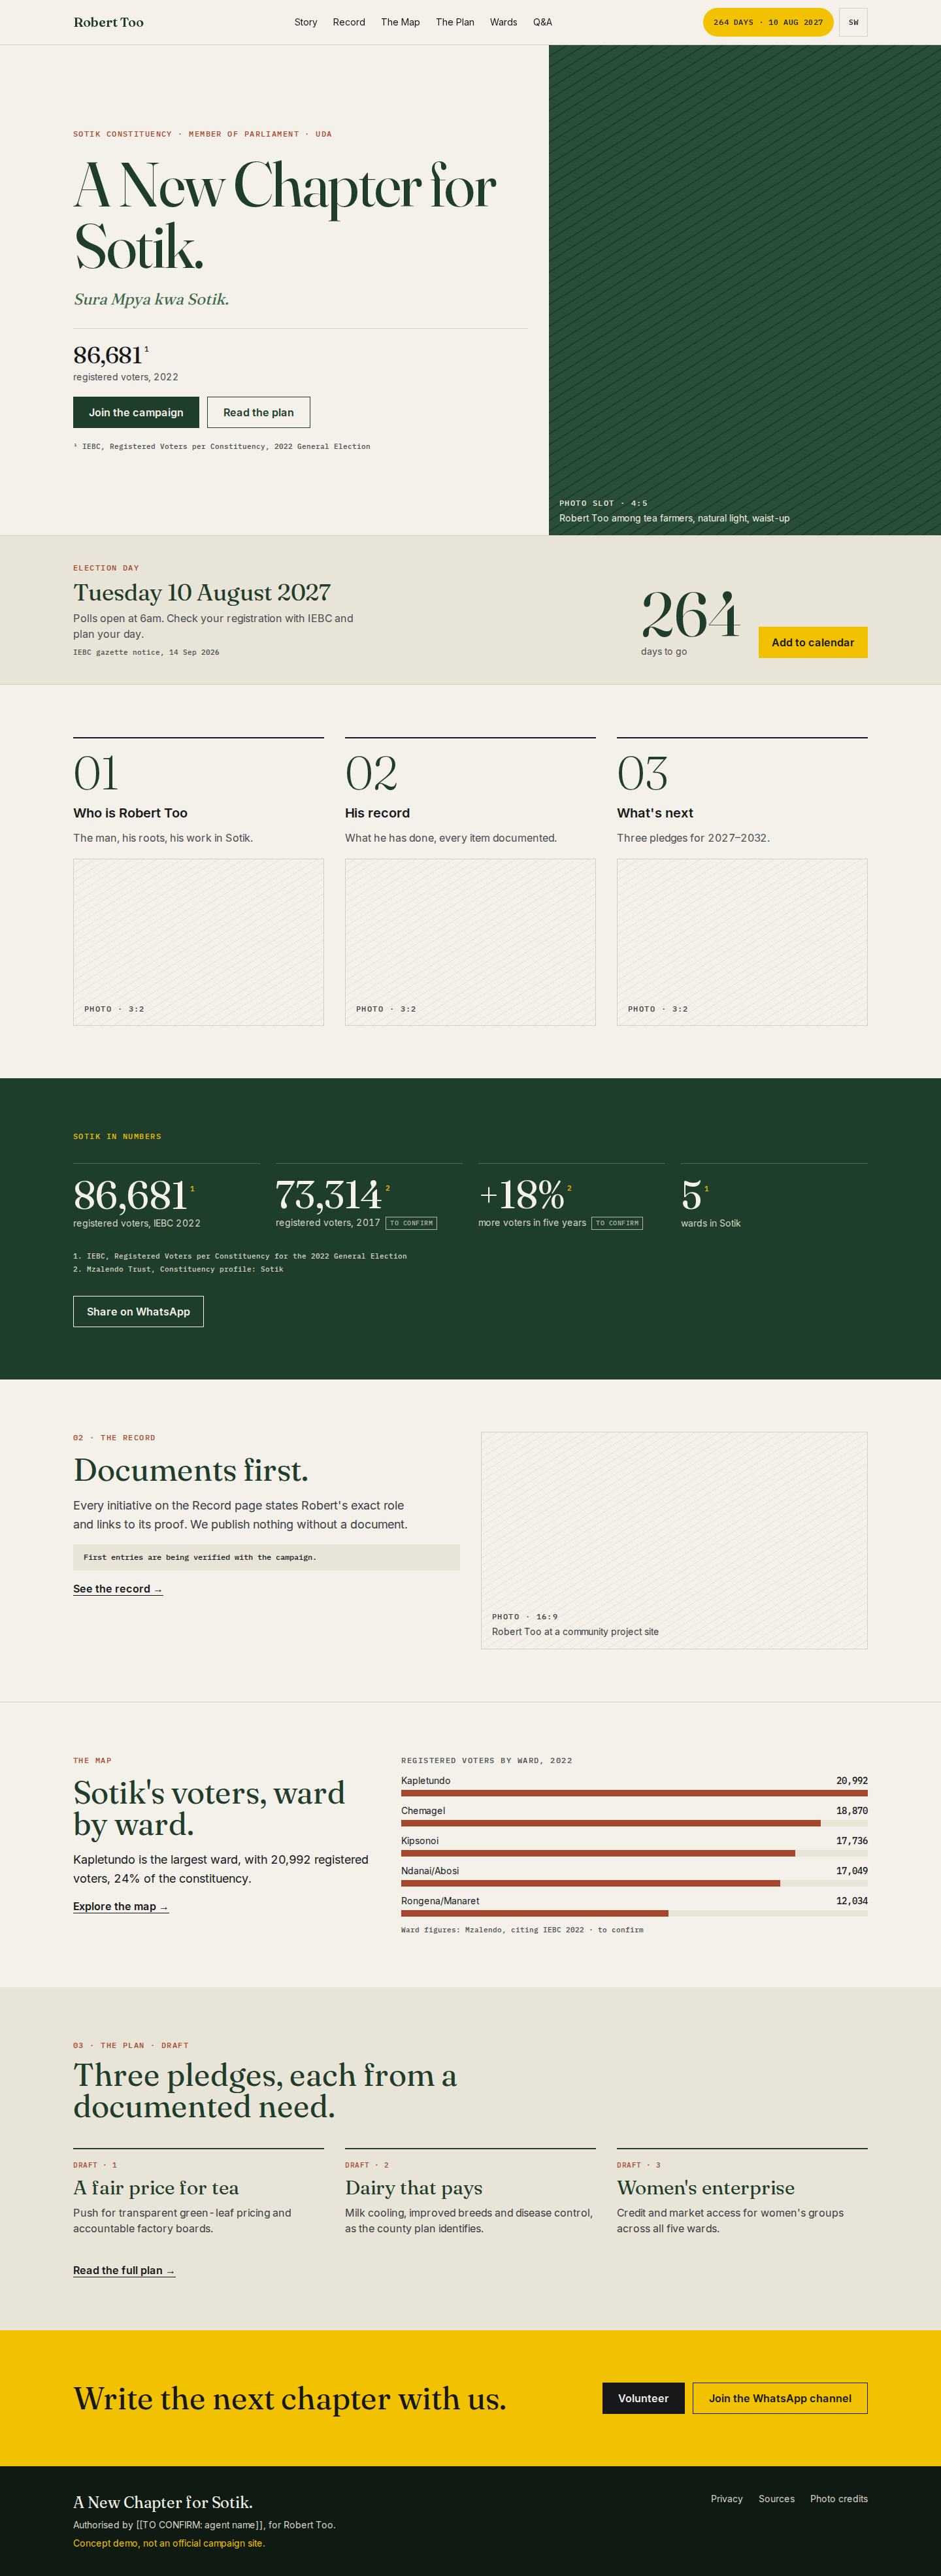 Robert Too
Story Record The Map The Plan Wards Q&A
264 DAYS · 10 AUG 2027
SW
SOTIK CONSTITUENCY · MEMBER OF PARLIAMENT · UDA
A New Chapter for
Sotik.
Sura Mpya kwa Sotik.
86,681 1
registered voters, 2022
Join the campaign
Read the plan
¹ IEBC, Registered Voters per Constituency, 2022 General Election
PHOTO SLOT · 4:5
Robert Too among tea farmers, natural light, waist-up
ELECTION DAY
Tuesday 10 August 2027
Polls open at 6am. Check your registration with IEBC and
plan your day.
IEBC gazette notice, 14 Sep 2026
264
days to go
Add to calendar
01
Who is Robert Too
The man, his roots, his work in Sotik.
PHOTO · 3:2
02
His record
What he has done, every item documented.
PHOTO · 3:2
03
What's next
Three pledges for 2027–2032.
PHOTO · 3:2
SOTIK IN NUMBERS
86,681 1
registered voters, IEBC 2022
73,314 2
registered voters, 2017 TO CONFIRM
+18% 2
more voters in five years TO CONFIRM
5 1
wards in Sotik
1. IEBC, Registered Voters per Constituency for the 2022 General Election
2. Mzalendo Trust, Constituency profile: Sotik
Share on WhatsApp
02 · THE RECORD
Documents first.
Every initiative on the Record page states Robert's exact role
and links to its proof. We publish nothing without a document.
First entries are being verified with the campaign.
See the record →
PHOTO · 16:9
Robert Too at a community project site
THE MAP
Sotik's voters, ward
by ward.
Kapletundo is the largest ward, with 20,992 registered
voters, 24% of the constituency.
Explore the map →
REGISTERED VOTERS BY WARD, 2022
Kapletundo 20,992
Chemagel 18,870
Kipsonoi 17,736
Ndanai/Abosi 17,049
Rongena/Manaret 12,034
Ward figures: Mzalendo, citing IEBC 2022 · to confirm
03 · THE PLAN · DRAFT
Three pledges, each from a
documented need.
DRAFT · 1
A fair price for tea
Push for transparent green-leaf pricing and
accountable factory boards.
DRAFT · 2
Dairy that pays
Milk cooling, improved breeds and disease control,
as the county plan identifies.
DRAFT · 3
Women's enterprise
Credit and market access for women's groups
across all five wards.
Read the full plan →
Write the next chapter with us.
Volunteer
Join the WhatsApp channel
A New Chapter for Sotik.
Authorised by [[TO CONFIRM: agent name]], for Robert Too.
Concept demo, not an official campaign site.
Privacy Sources Photo credits